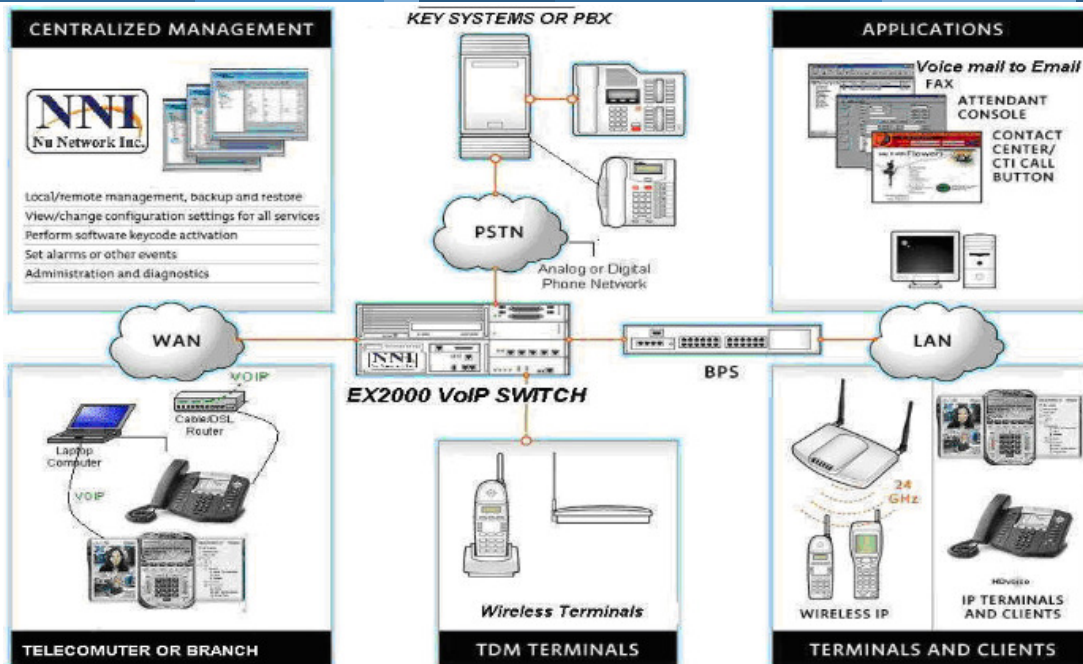 KEY SYSTEMS OR PBX
CENTRALIZED MANAGEMENT
NNI
Nu Network Inc.
Local/remote management, backup and restore
View/change configuration settings for all services
Perform software keycode activation
Set alarms or other events
Administration and diagnostics
APPLICATIONS
Voice mail to Email
FAX
ATTENDANT
CONSOLE
CONTACT
CENTER/
CTI CALL
BUTTON
PSTN
Analog or Digital
Phone Network
WAN
NNI
EX2000 VoIP SWITCH
BPS
LAN
VOIP
Cable/DSL
Router
Laptop
Computer
VOIP
TELECOMUTER OR BRANCH
Wireless Terminals
TDM TERMINALS
24
GHz
WIRELESS IP
HDvoice
IP TERMINALS
AND CLIENTS
TERMINALS AND CLIENTS